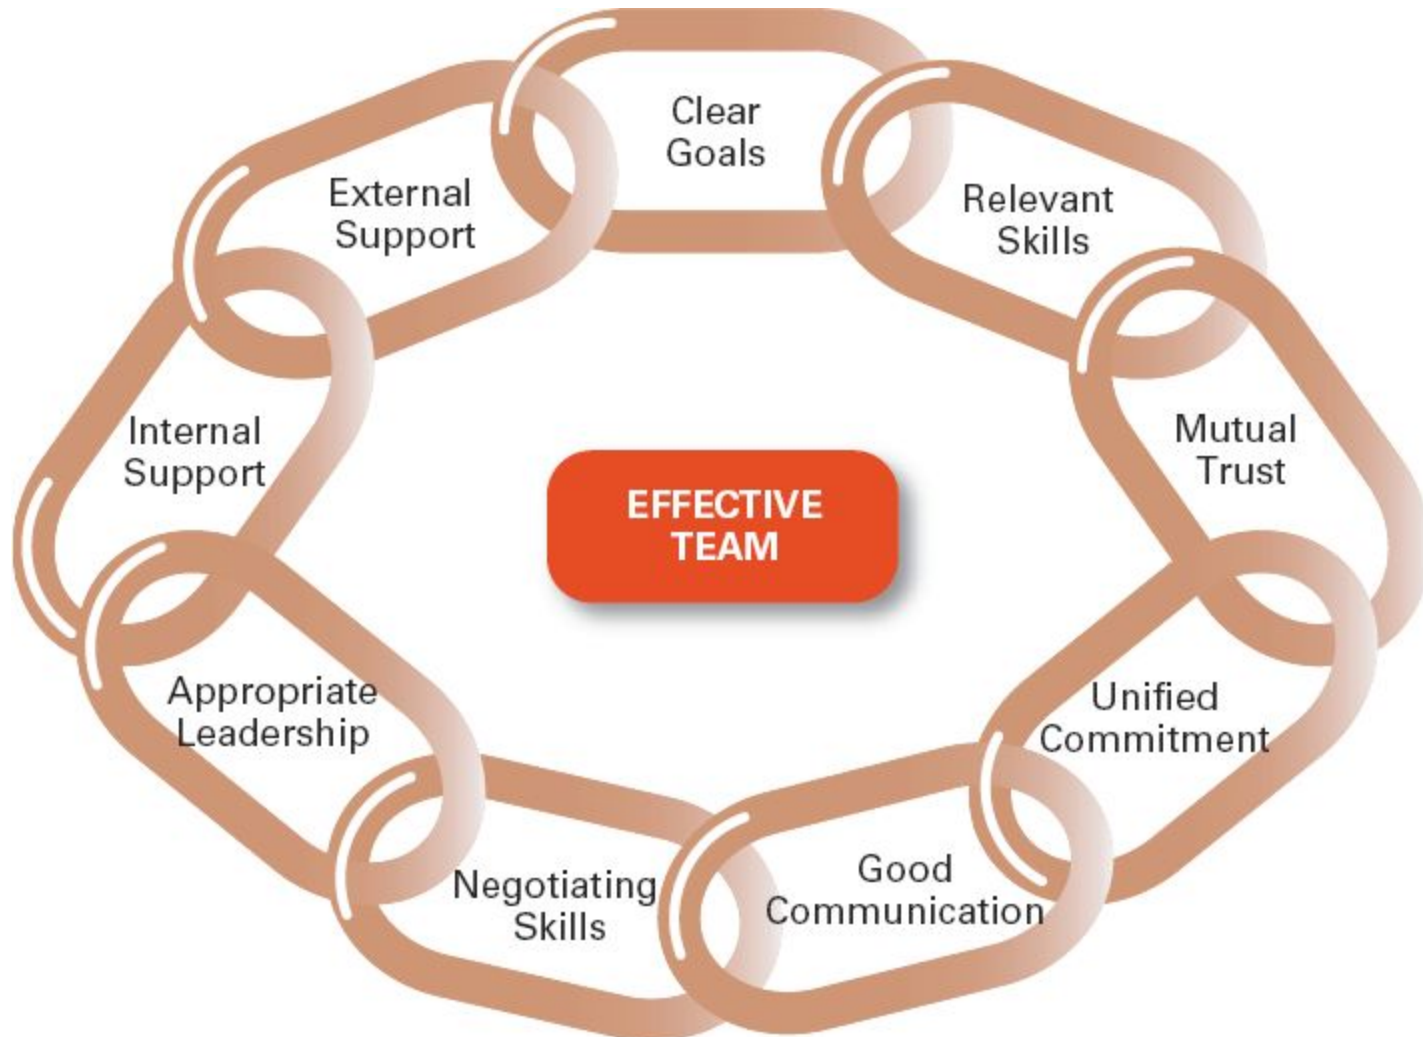 Clear
Goals
Relevant
Skills
Mutual
Trust
Unified
Commitment
Good
Communication
Negotiating
Skills
Appropriate
Leadership
Internal
Support
External
Support
EFFECTIVE
TEAM